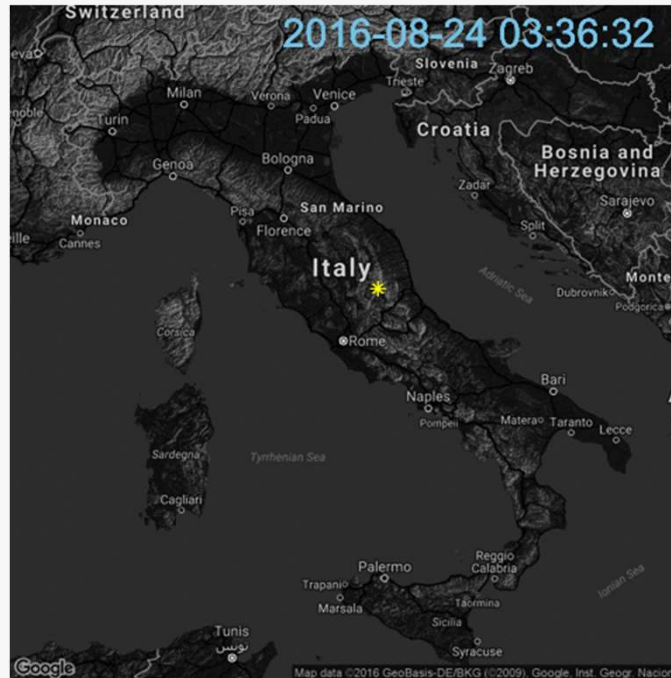 Switzerland
2016-08-24 03:36:32
Slovenia
Zagreb
Milan
Verona
Venice
Trieste
Turin
Padua
Croatia
Genoa
Bologna
Bosnia and
Herzegovina
Zadar
Sarajevo
Monaco
Pisa
San Marino
Cannes
Florence
Split
Italy
Adriatic Sea
Monte
Dubrovnik
Podgorica
Corsica
Rome
Bari
Naples
Pompeii
Matera
Taranto
Lecce
Sardegna
Tyrrhenian Sea
Cagliari
Reggio
Calabria
Palermo
Trapani
Marsala
Taormina
Ionian Sea
Sicilia
Tunis
تونس
Syracuse
Google
Map data ©2016 GeoBasis-DE/BKG (©2009), Google, Inst. Geogr. Nacion